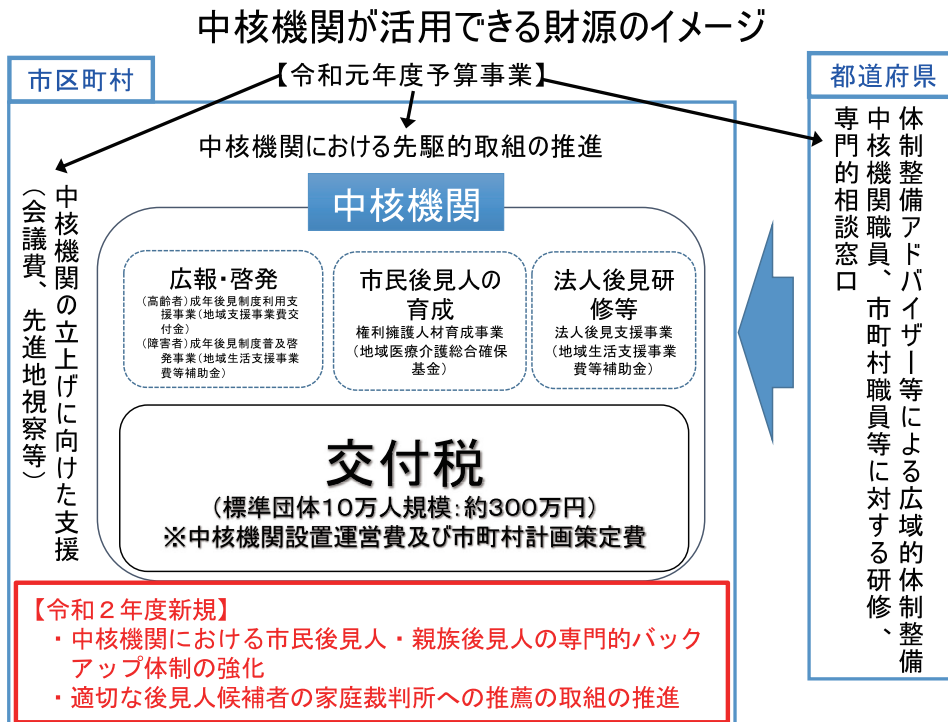 中核機関が活用できる財源のイメージ
市区町村
【令和元年度予算事業】
都道府県
中核機関における先駆的取組の推進
中核機関の立上げに向けた支援
（会議費、先進地視察等）
中核機関
広報・啓発
(高齢者)成年後見制度利用支
援事業(地域支援事業費交
付金)
(障害者)成年後見制度普及啓
発事業(地域生活支援事業
費等補助金)
市民後見人の
育成
権利擁護人材育成事業
(地域医療介護総合確保
基金)
法人後見研
修等
法人後見支援事業
(地域生活支援事業
費等補助金)
交付税
(標準団体10万人規模:約300万円)
※中核機関設置運営費及び市町村計画策定費
【令和２年度新規】
・中核機関における市民後見人・親族後見人の専門的バック
アップ体制の強化
・適切な後見人候補者の家庭裁判所への推薦の取組の推進
体制整備アドバイザー等による広域的体制整備
中核機関職員、市町村職員等に対する研修、
専門的相談窓口